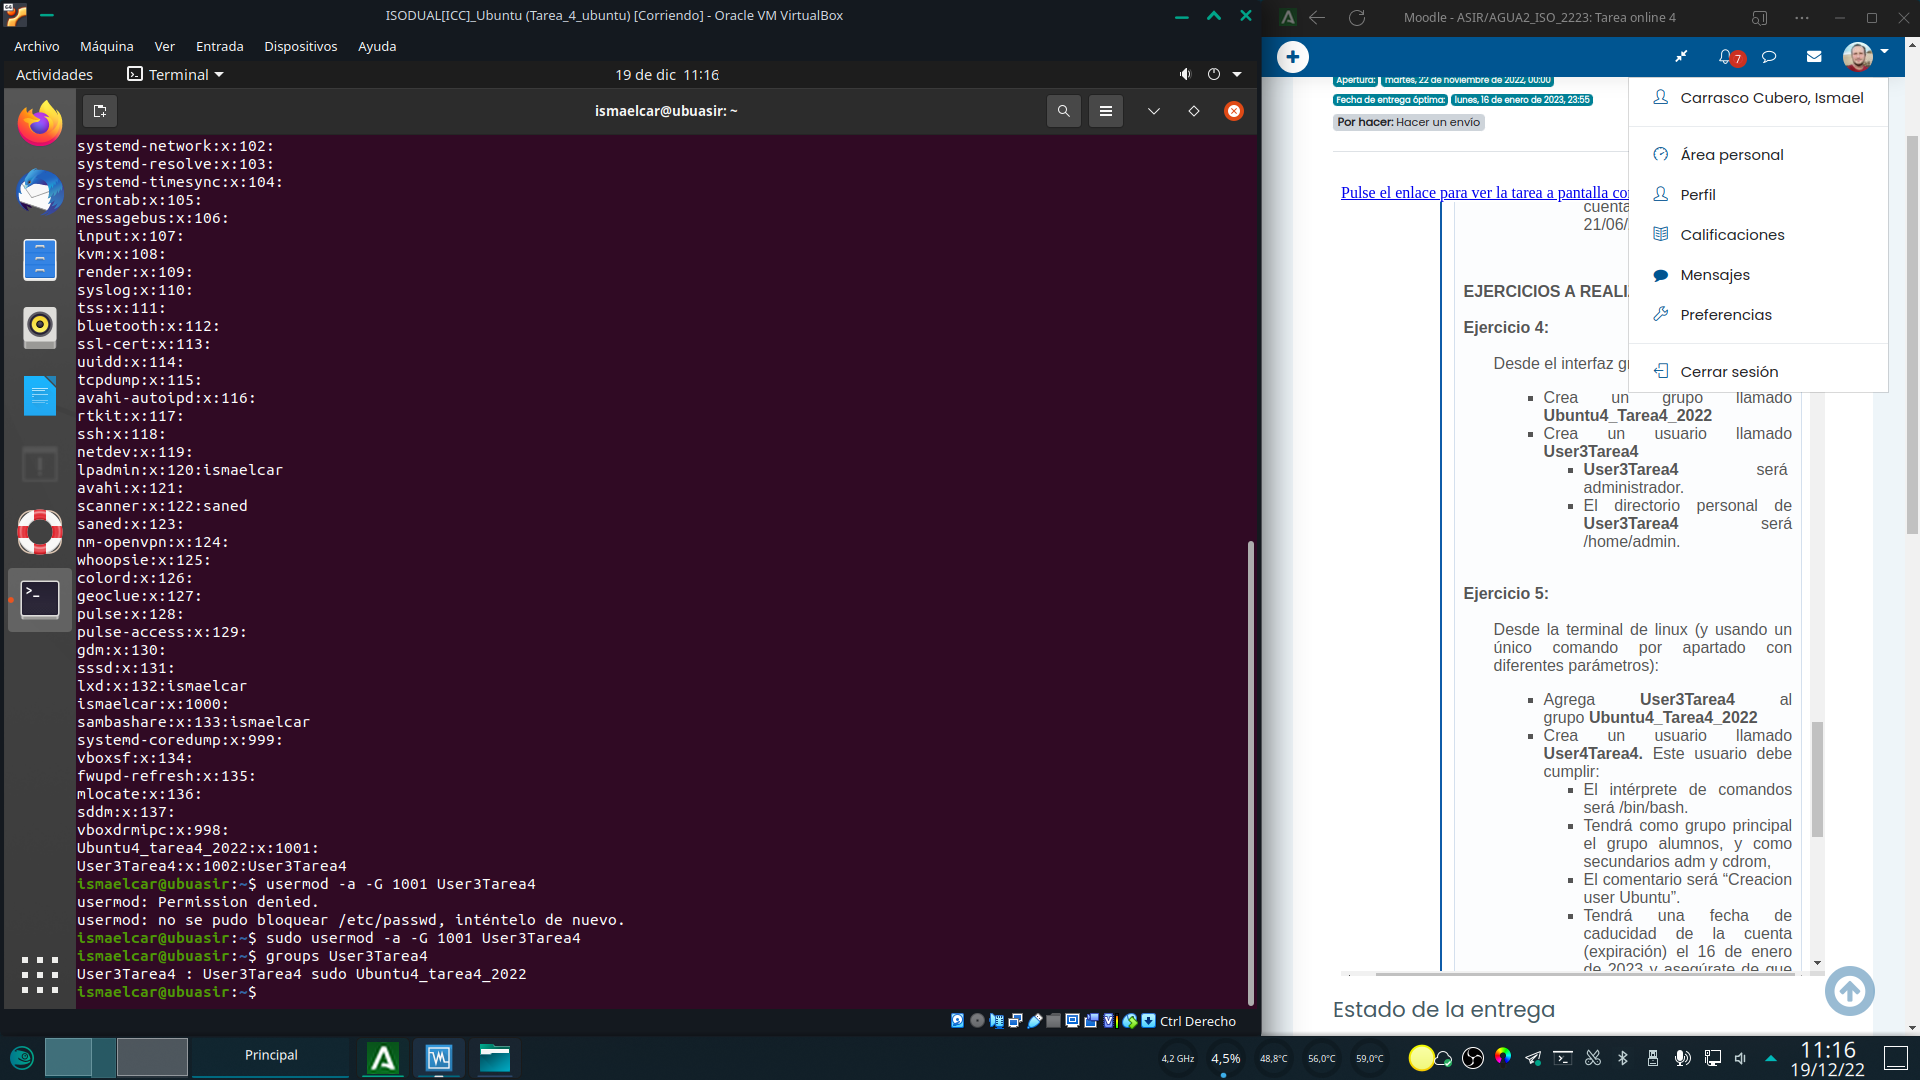 ISODUAL[ICC]_Ubuntu (Tarea_4_ubuntu) [Corriendo] - Oracle VM VirtualBox
Archivo Máquina Ver Entrada Dispositivos Ayuda
Actividades Terminal 19 de dic 11:16
ismaelcar@ubuasir: ~
systemd-network:x:102:
systemd-resolve:x:103:
systemd-timesync:x:104:
crontab:x:105:
messagebus:x:106:
input:x:107:
kvm:x:108:
render:x:109:
syslog:x:110:
tss:x:111:
bluetooth:x:112:
ssl-cert:x:113:
uuidd:x:114:
tcpdump:x:115:
avahi-autoipd:x:116:
rtkit:x:117:
ssh:x:118:
netdev:x:119:
lpadmin:x:120:ismaelcar
avahi:x:121:
scanner:x:122:saned
saned:x:123:
nm-openvpn:x:124:
whoopsie:x:125:
colord:x:126:
geoclue:x:127:
pulse:x:128:
pulse-access:x:129:
gdm:x:130:
sssd:x:131:
lxd:x:132:ismaelcar
ismaelcar:x:1000:
sambashare:x:133:ismaelcar
systemd-coredump:x:999:
vboxsf:x:134:
fwupd-refresh:x:135:
mlocate:x:136:
sddm:x:137:
vboxdrmipc:x:998:
Ubuntu4_tarea4_2022:x:1001:
User3Tarea4:x:1002:User3Tarea4
ismaelcar@ubuasir:~$ usermod -a -G 1001 User3Tarea4
usermod: Permission denied.
usermod: no se pudo bloquear /etc/passwd, inténtelo de nuevo.
ismaelcar@ubuasir:~$ sudo usermod -a -G 1001 User3Tarea4
ismaelcar@ubuasir:~$ groups User3Tarea4
User3Tarea4 : User3Tarea4 sudo Ubuntu4_tarea4_2022
ismaelcar@ubuasir:~$
Ctrl Derecho
Moodle - ASIR/AGUA2_ISO_2223: Tarea online 4
7
Apertura: martes, 22 de noviembre de 2022, 00:00
Fecha de entrega óptima: lunes, 16 de enero de 2023, 23:55
Por hacer: Hacer un envío
Pulse el enlace para ver la tarea a pantalla co
cuenta
21/06/
Carrasco Cubero, Ismael
Área personal
Perfil
Calificaciones
Mensajes
Preferencias
Cerrar sesión
EJERCICIOS A REALI
Ejercicio 4:
Desde el interfaz g
Crea un grupo llamado
Ubuntu4_Tarea4_2022
Crea un usuario llamado
User3Tarea4
User3Tarea4 será
administrador.
El directorio personal de
User3Tarea4 será
/home/admin.
Ejercicio 5:
Desde la terminal de linux (y usando un
único comando por apartado con
diferentes parámetros):
Agrega User3Tarea4 al
grupo Ubuntu4_Tarea4_2022
Crea un usuario llamado
User4Tarea4. Este usuario debe
cumplir:
El intérprete de comandos
será /bin/bash.
Tendrá como grupo principal
el grupo alumnos, y como
secundarios adm y cdrom,
El comentario será “Creacion
user Ubuntu”.
Tendrá una fecha de
caducidad de la cuenta
(expiración) el 16 de enero
de 2023 y asegúrate de que
Estado de la entrega
Principal
4,2 GHz 4,5% 48,8°C 56,0°C 59,0°C
11:16
19/12/22